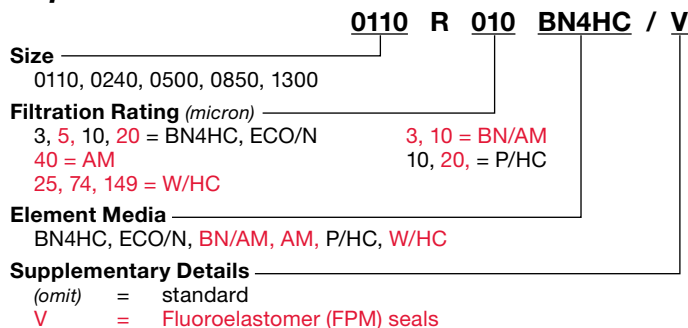 0110 R 010 BN4HC / V
Size
0110, 0240, 0500, 0850, 1300
Filtration Rating (micron)
3, 5, 10, 20 = BN4HC, ECO/N 3, 10 = BN/AM
40 = AM 10, 20, = P/HC
25, 74, 149 = W/HC
Element Media
BN4HC, ECO/N, BN/AM, AM, P/HC, W/HC
Supplementary Details
(omit) = standard
V = Fluoroelastomer (FPM) seals